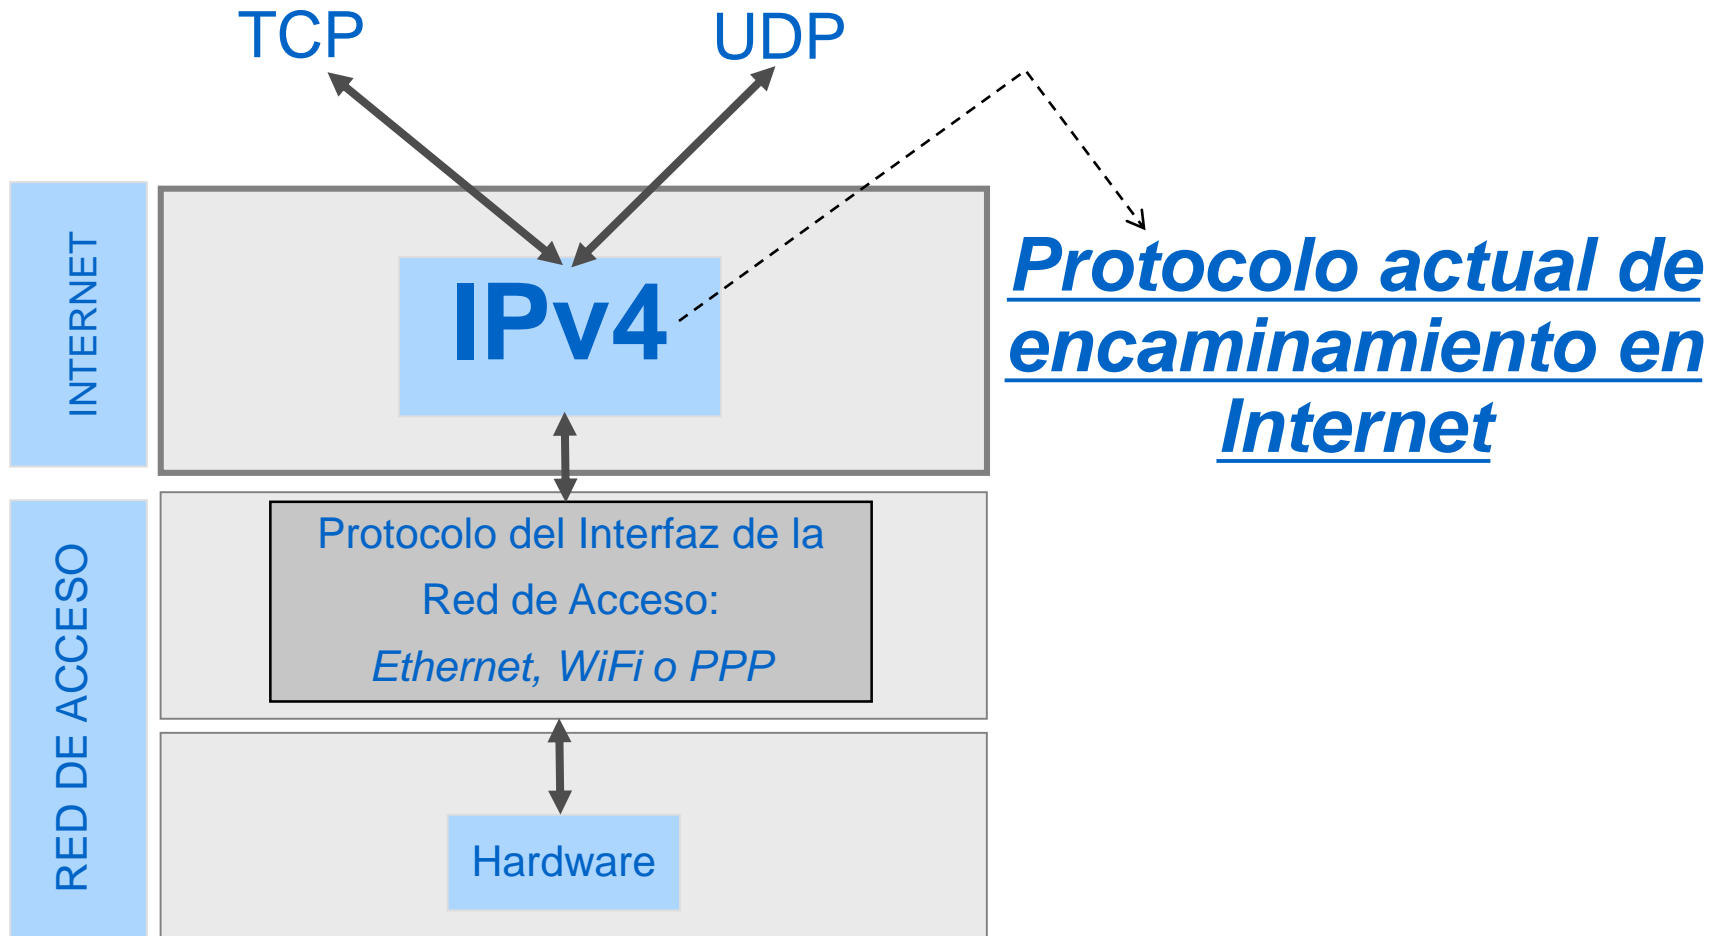 TCP
UDP
INTERNET
IPv4
Protocolo actual de
encaminamiento en
Internet
RED DE ACCESO
Protocolo del Interfaz de la
Red de Acceso:
Ethernet, WiFi o PPP
Hardware